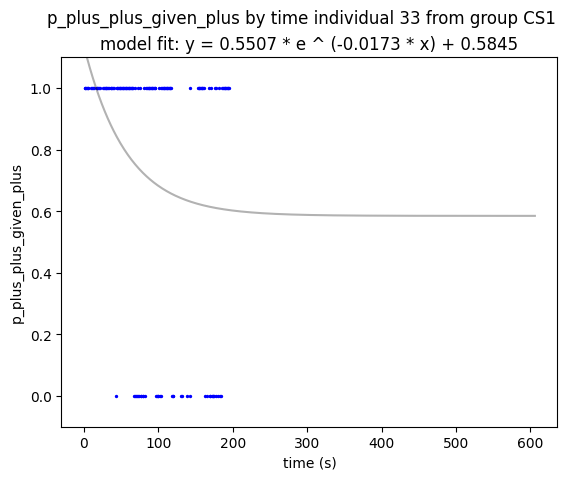 p_plus_plus_given_plus by time individual 33 from group CS1
model fit: y = 0.5507 * e ^ (-0.0173 * x) + 0.5845
1.0
0.8
0.6
0.4
0.2
0.0
p_plus_plus_given_plus
0 100 200 300 400 500 600
time (s)